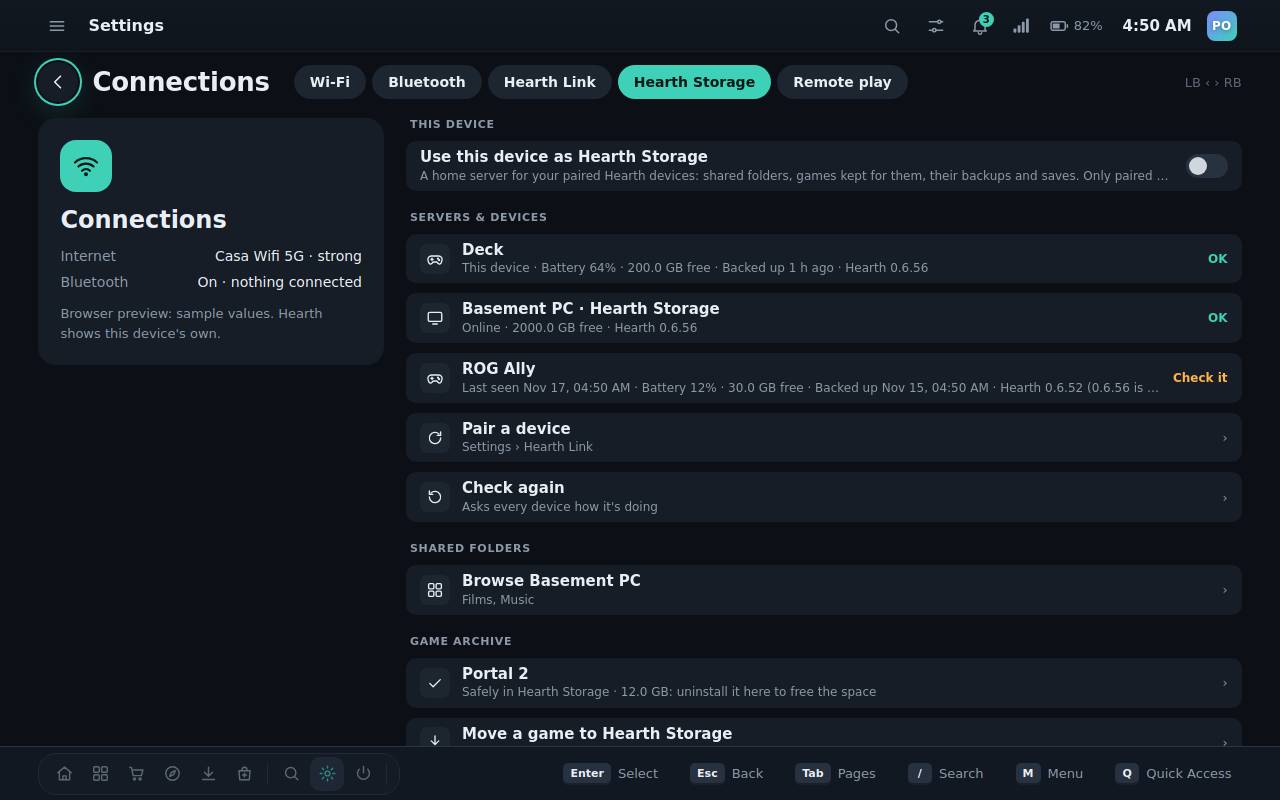 Settings
3
82%
4:50 AM
PO
Connections
Wi-Fi
Bluetooth
Hearth Link
Hearth Storage
Remote play
LB ‹ › RB
Connections
Internet
Casa Wifi 5G · strong
Bluetooth
On · nothing connected
Browser preview: sample values. Hearth
shows this device's own.
THIS DEVICE
Use this device as Hearth Storage
A home server for your paired Hearth devices: shared folders, games kept for them, their backups and saves. Only paired ...
SERVERS & DEVICES
Deck
This device · Battery 64% · 200.0 GB free · Backed up 1 h ago · Hearth 0.6.56
OK
Basement PC · Hearth Storage
Online · 2000.0 GB free · Hearth 0.6.56
OK
ROG Ally
Last seen Nov 17, 04:50 AM · Battery 12% · 30.0 GB free · Backed up Nov 15, 04:50 AM · Hearth 0.6.52 (0.6.56 is ...
Check it
Pair a device
Settings › Hearth Link
›
Check again
Asks every device how it's doing
›
SHARED FOLDERS
Browse Basement PC
Films, Music
›
GAME ARCHIVE
Portal 2
Safely in Hearth Storage · 12.0 GB: uninstall it here to free the space
›
Move a game to Hearth Storage
›
Enter Select
Esc Back
Tab Pages
/ Search
M Menu
Q Quick Access